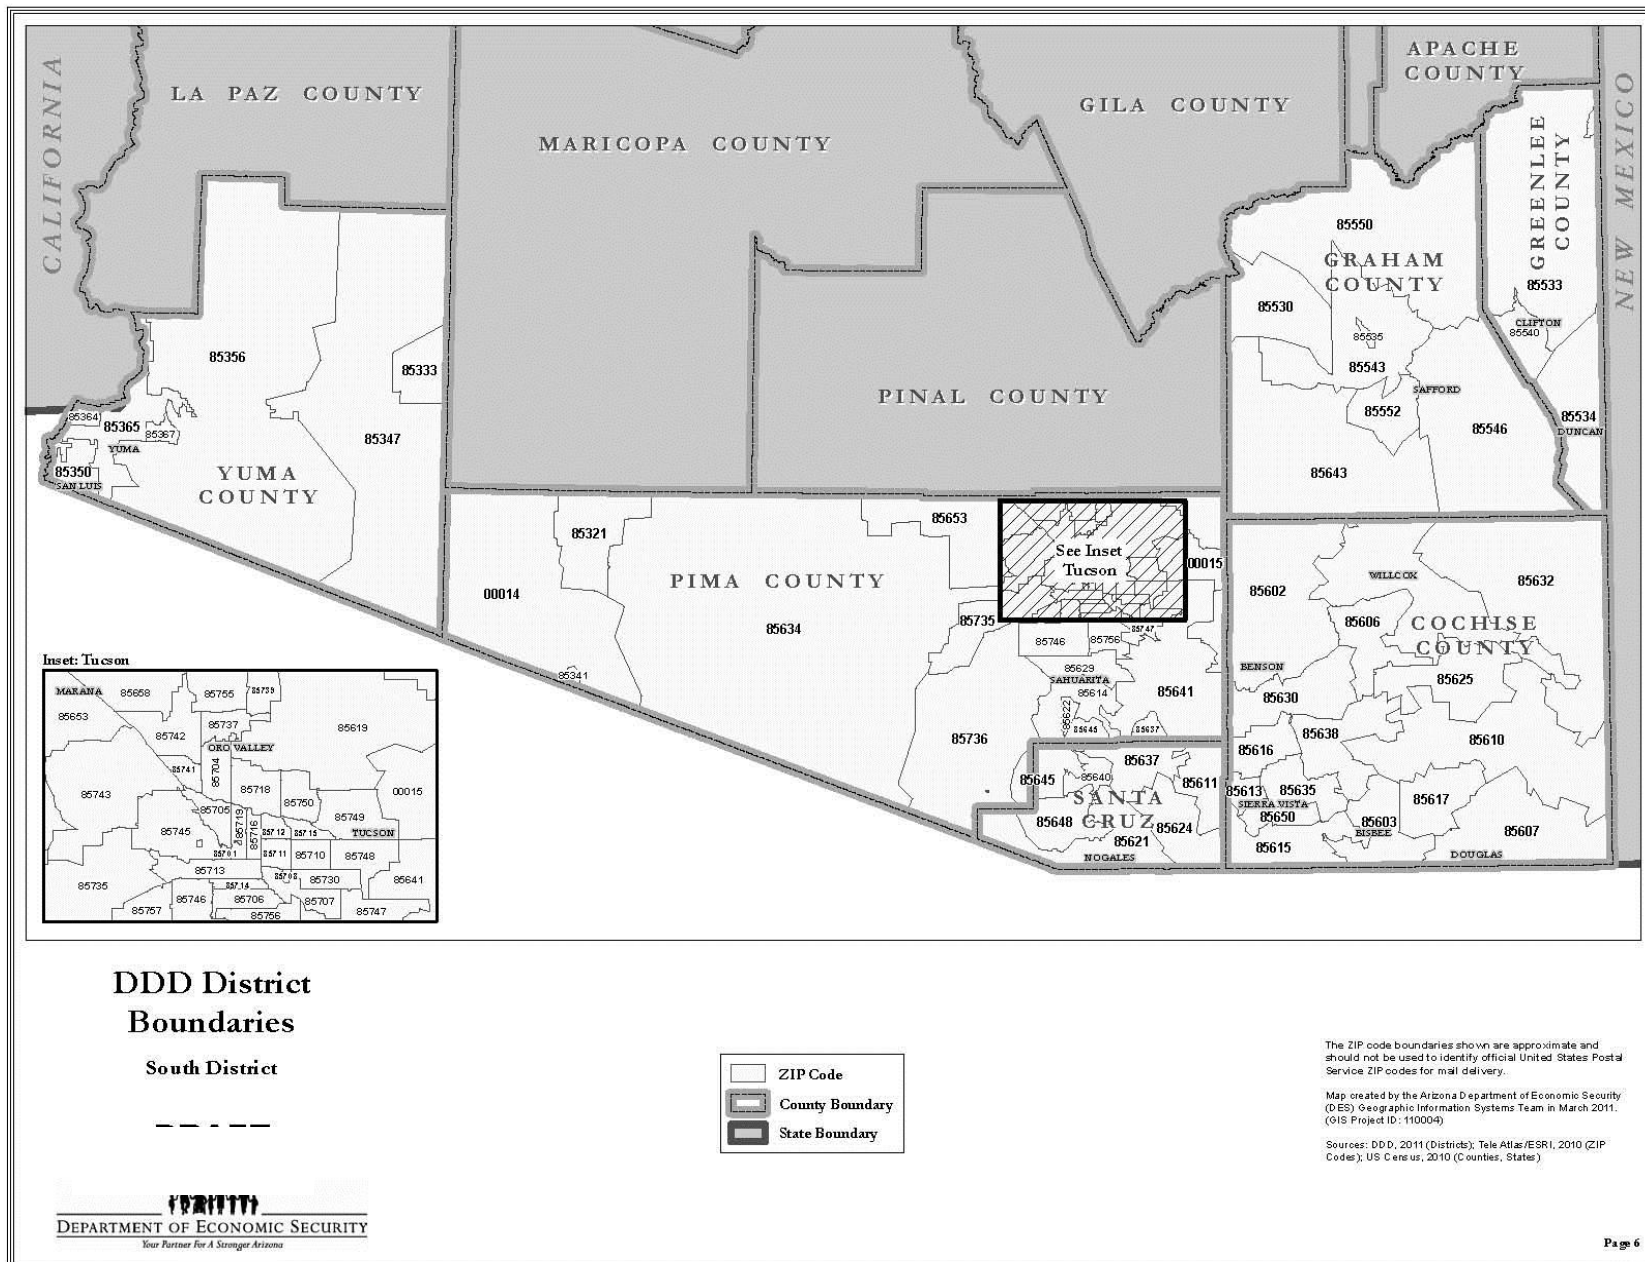 CALIFORNIA
LA PAZ COUNTY
MARICOPA COUNTY
GILA COUNTY
APACHE
COUNTY
GREENLEE
COUNTY
NEW MEXICO
PINAL COUNTY
85550
GRAHAM
COUNTY
85530
85533
CLIFTON
85540
85535
85543
SAFFORD
85552
85546
85534
DUNCAN
85643
85356
85333
85347
85364
85365
85367
YUMA
85350
SAN LUIS
YUMA
COUNTY
85321
00014
PIMA COUNTY
85634
85341
85653
See Inset
Tucson
00015
85735
85746
85756
85747
85629
SAHUARITA
85614
85622
85645
85637
85641
85736
85645
85640
85637
85611
SANTA
CRUZ
85648
85624
85621
NOGALES
85602
WILLCOX
85632
85606
COCHISE
COUNTY
BENSON
85625
85630
85638
85616
85610
85613
85635
SIERRA VISTA
85650
85603
BISBEE
85617
85607
85615
DOUGLAS
Inset: Tucson
MARANA
85658
85755
85739
85653
85737
85619
85742
ORO VALLEY
85741
85704
85743
85718
85750
00015
85705
85719
85716
85749
85745
85712
85715
TUCSON
85701
85711
85710
85748
85713
85708
85730
85641
85735
85714
85746
85706
85707
85757
85756
85747
DDD District
Boundaries
South District
DEPARTMENT OF ECONOMIC SECURITY
Your Partner For A Stronger Arizona
ZIP Code
County Boundary
State Boundary
The ZIP code boundaries shown are approximate and
should not be used to identify official United States Postal
Service ZIP codes for mail delivery.
Map created by the Arizona Department of Economic Security
(DES) Geographic Information Systems Team in March 2011.
(GIS Project ID: 110004)
Sources: DDD, 2011 (Districts); Tele Atlas/ESRI, 2010 (ZIP
Codes); US Census, 2010 (Counties, States)
Page 6